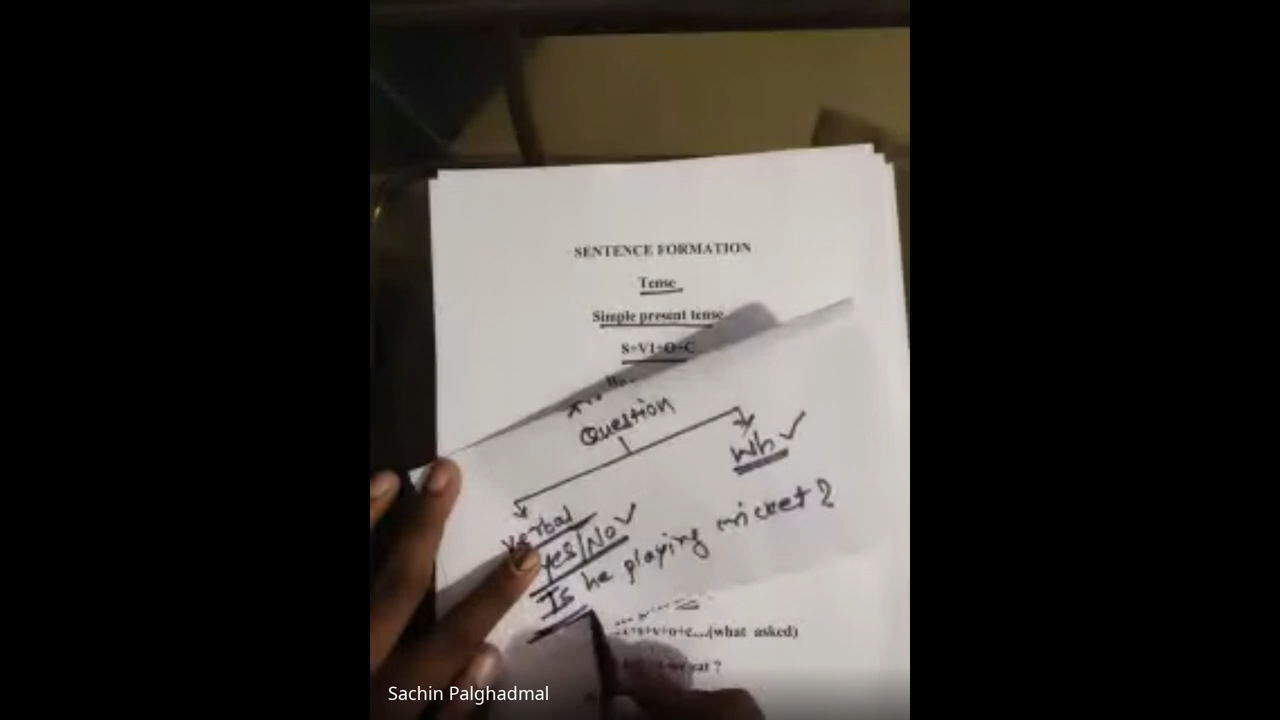 SENTENCE FORMATION
Tense
Simple present tense
S+V1+O+C
Question
Wh ✓
Verbal
Yes/No ✓
Is he playing cricket?
(what asked)
eat ?
Sachin Palghadmal